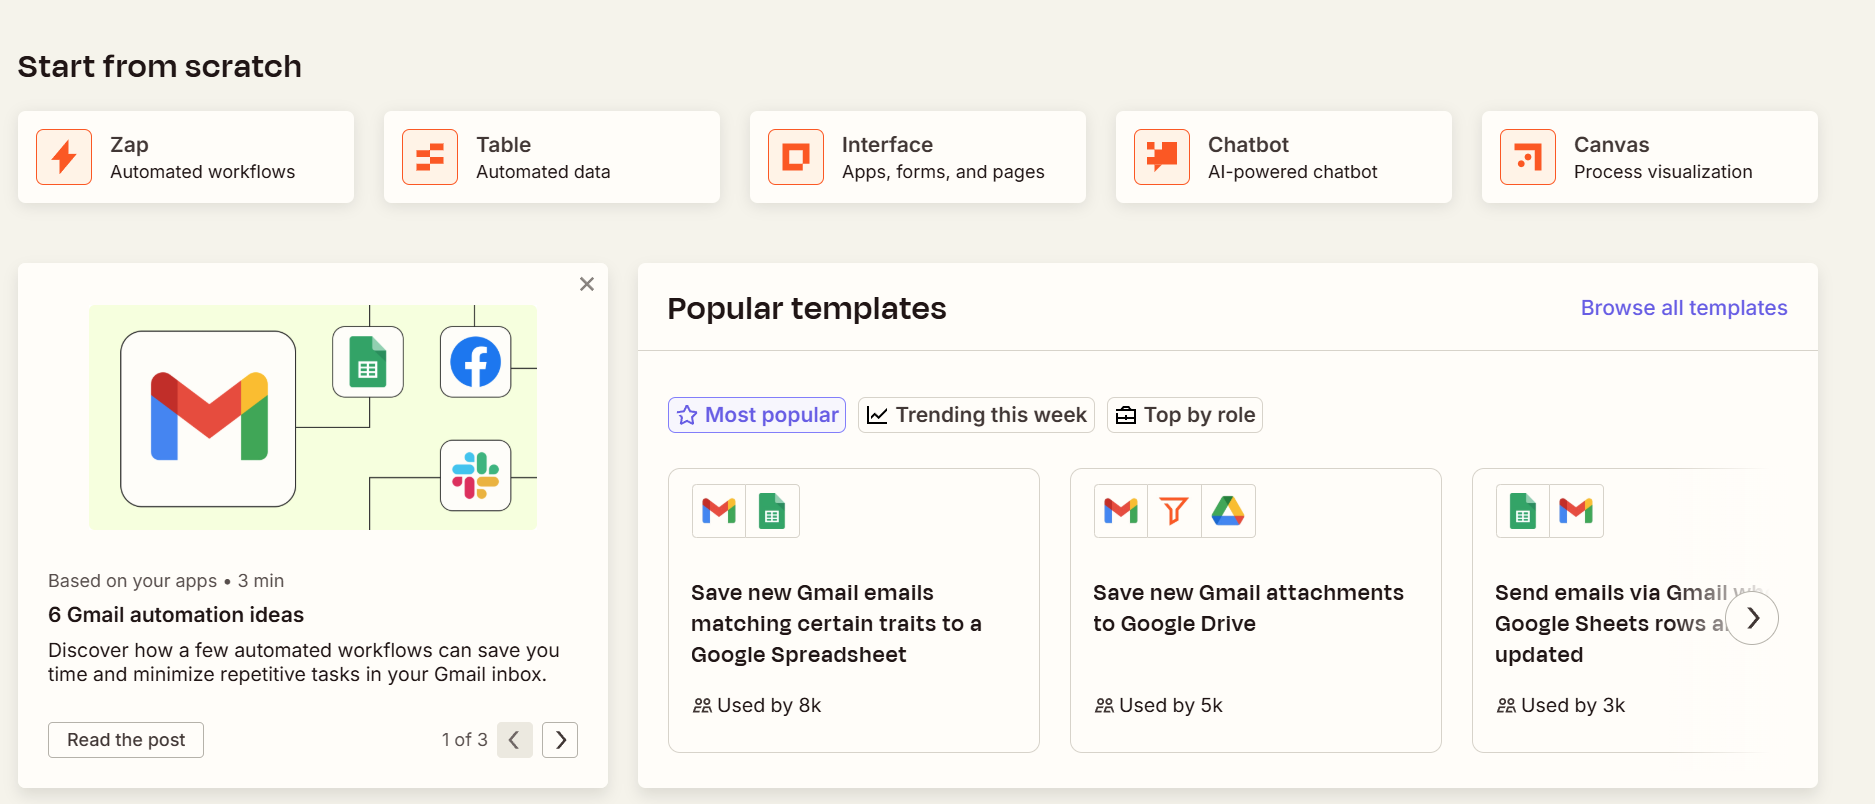 Start from scratch
Zap
Automated workflows
Table
Automated data
Interface
Apps, forms, and pages
Chatbot
AI-powered chatbot
Canvas
Process visualization
Based on your apps • 3 min
6 Gmail automation ideas
Discover how a few automated workflows can save you
time and minimize repetitive tasks in your Gmail inbox.
Read the post
1 of 3
Popular templates
Browse all templates
Most popular
Trending this week
Top by role
Save new Gmail emails
matching certain traits to a
Google Spreadsheet
Used by 8k
Save new Gmail attachments
to Google Drive
Used by 5k
Send emails via Gmail
Google Sheets rows
updated
Used by 3k